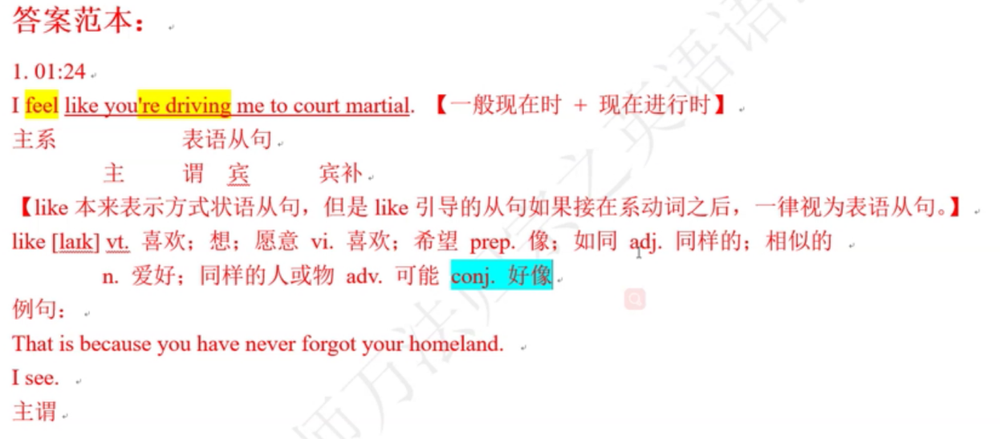 答案范本：
1. 01:24
I feel like you're driving me to court martial. 【一般现在时 + 现在进行时】
主系 表语从句
主 谓 宾 宾补
【like 本来表示方式状语从句，但是 like 引导的从句如果接在系动词之后，一律视为表语从句。】
like [laɪk] vt. 喜欢；想；愿意 vi. 喜欢；希望 prep. 像；如同 adj. 同样的；相似的
n. 爱好；同样的人或物 adv. 可能 conj. 好像
例句：
That is because you have never forgot your homeland.
I see.
主谓